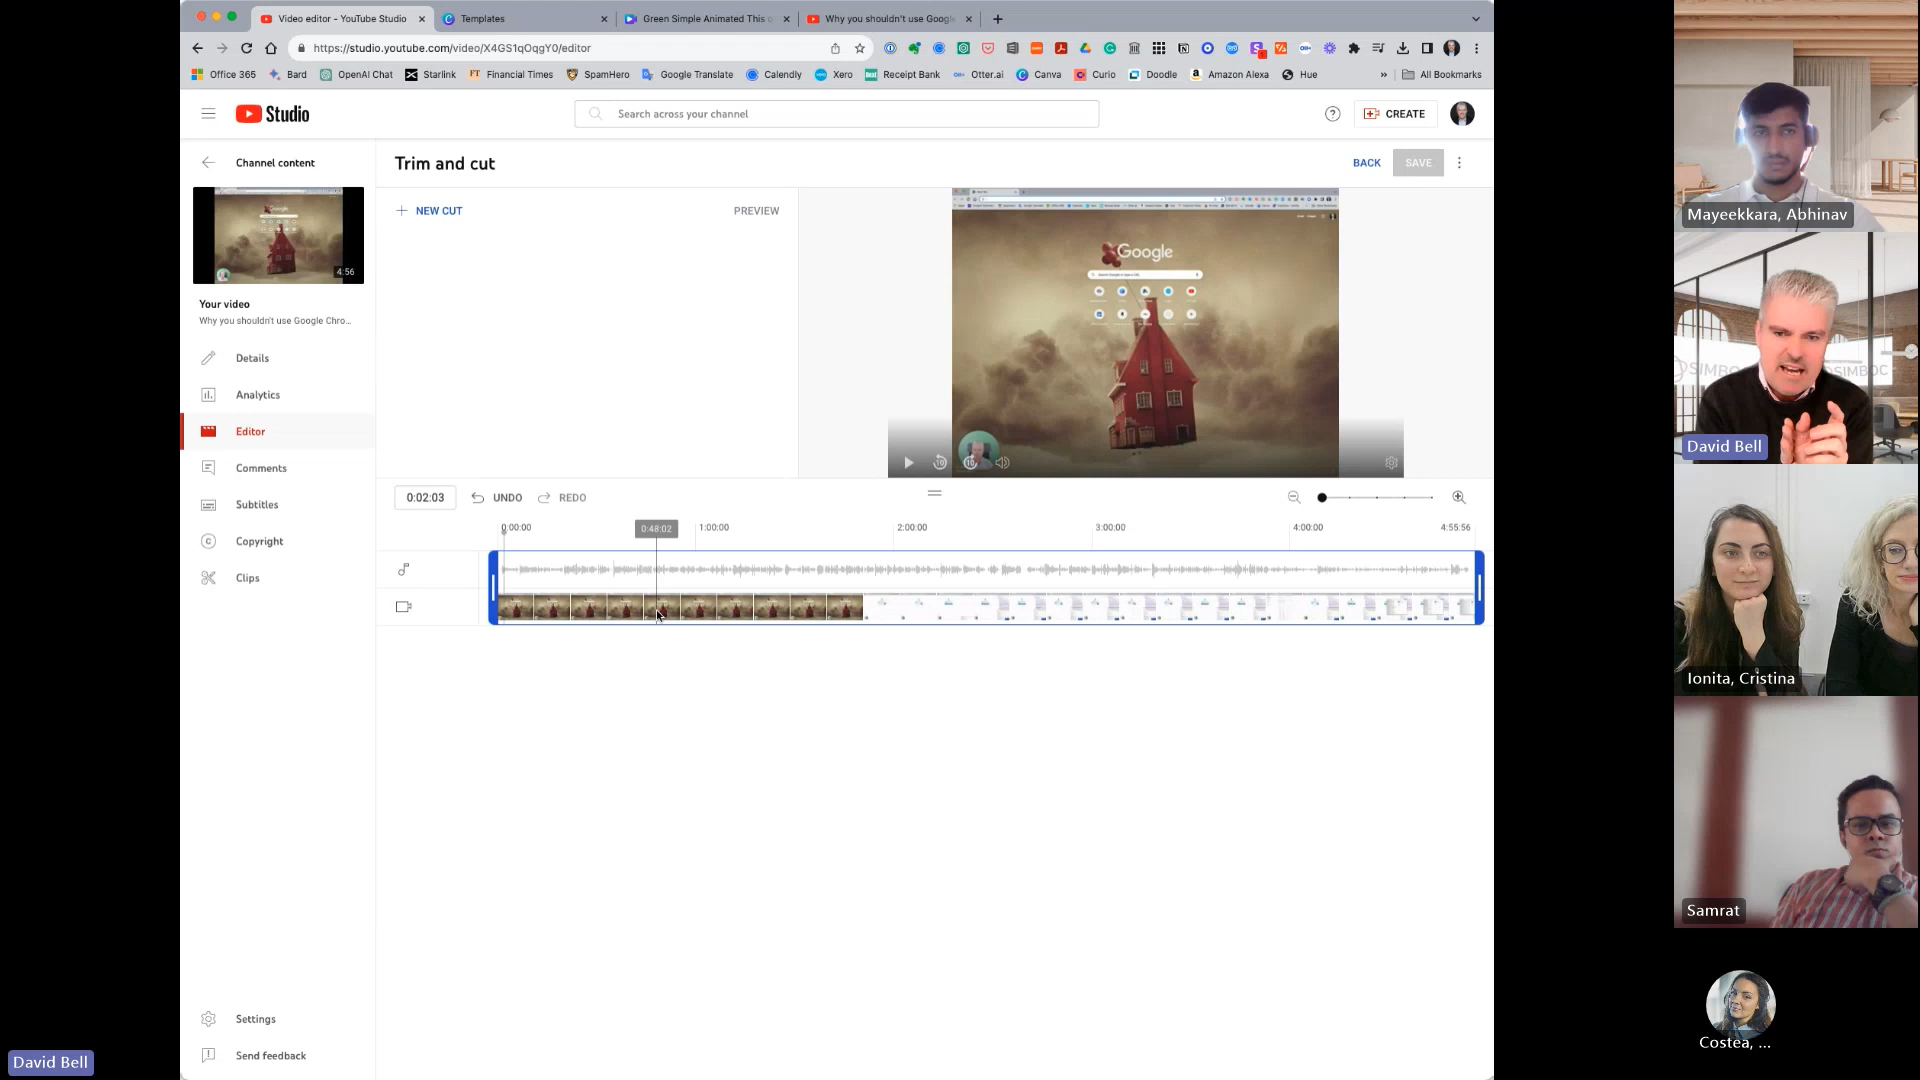 Video editor - YouTube Studio
Templates
Green Simple Animated This o
Why you shouldn't use Google
https://studio.youtube.com/video/X4GS1qOqgY0/editor
Office 365
Bard
OpenAI Chat
Starlink
FT Financial Times
SpamHero
Google Translate
Calendly
Xero
Receipt Bank
Otter.ai
Canva
Curio
Doodle
Amazon Alexa
Hue
»
All Bookmarks
Studio
Search across your channel
CREATE
Channel content
Trim and cut
BACK
SAVE
+ NEW CUT
PREVIEW
4:56
Your video
Why you shouldn't use Google Chro...
Google
Details
Analytics
Editor
Comments
Subtitles
Copyright
Clips
0:02:03
UNDO
REDO
0:00:00
0:48:02
1:00:00
2:00:00
3:00:00
4:00:00
4:55:56
Settings
Send feedback
David Bell
Mayeekkara, Abhinav
SIMBOC
David Bell
Ionita, Cristina
Samrat
Costea, ...